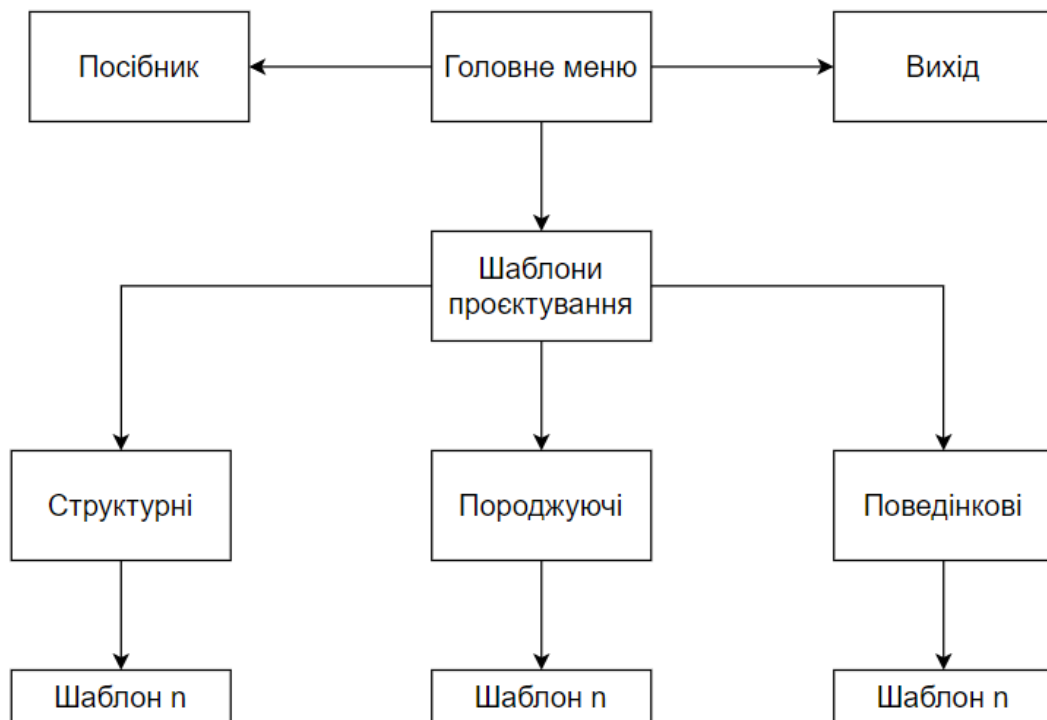 Посібник
Головне меню
Вихід
Шаблони
проєктування
Структурні
Породжуючі
Поведінкові
Шаблон n
Шаблон n
Шаблон n